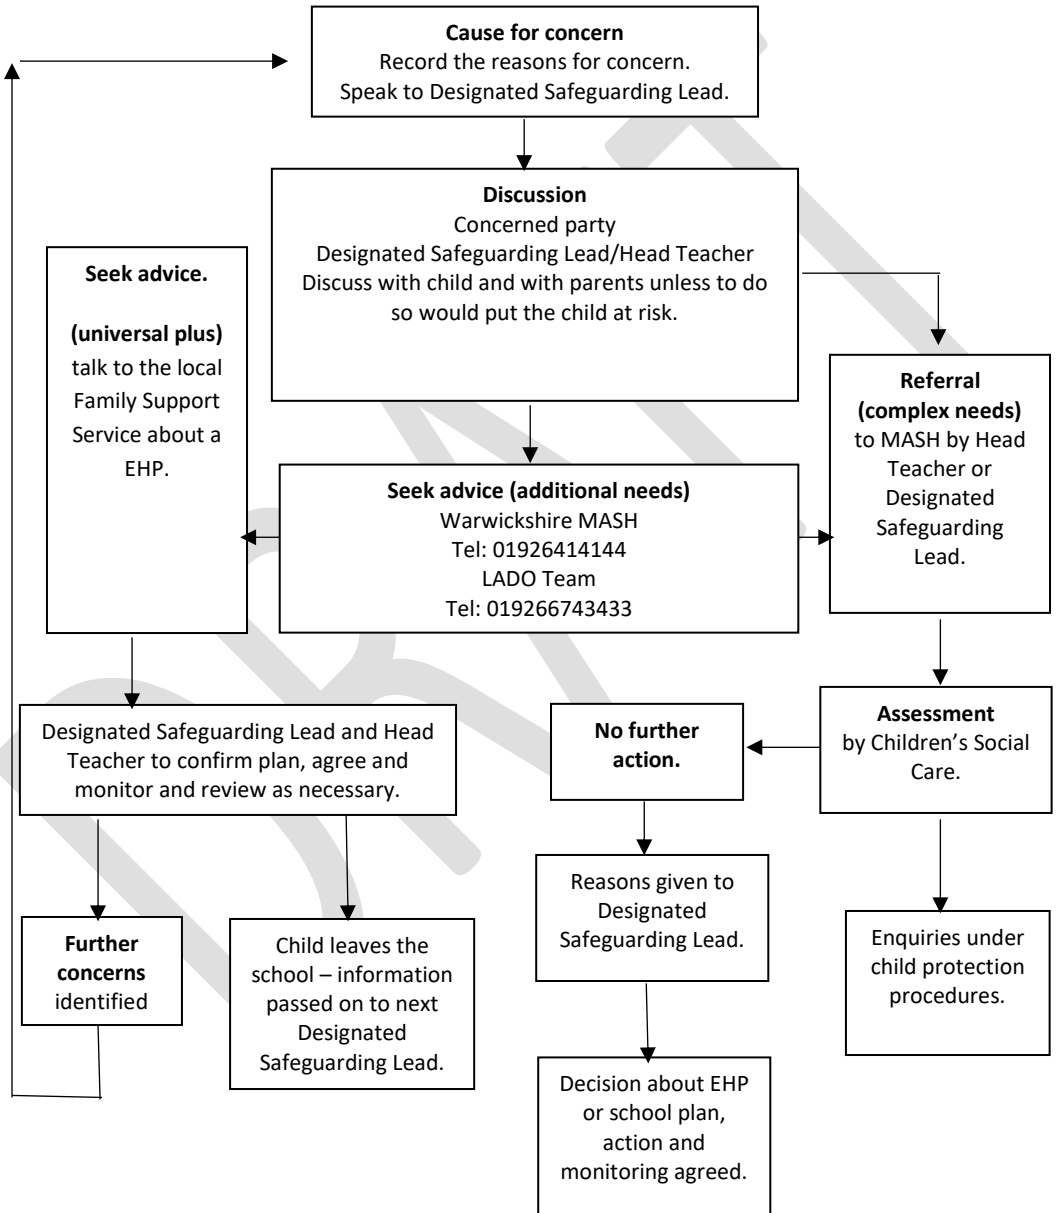 Cause for concern
Record the reasons for concern.
Speak to Designated Safeguarding Lead.
Discussion
Concerned party
Designated Safeguarding Lead/Head Teacher
Discuss with child and with parents unless to do
so would put the child at risk.
Seek advice.
(universal plus)
talk to the local
Family Support
Service about a
EHP.
Referral
(complex needs)
to MASH by Head
Teacher or
Designated
Safeguarding
Lead.
Seek advice (additional needs)
Warwickshire MASH
Tel: 01926414144
LADO Team
Tel: 019266743433
Designated Safeguarding Lead and Head
Teacher to confirm plan, agree and
monitor and review as necessary.
No further
action.
Assessment
by Children’s Social
Care.
Further
concerns
identified
Child leaves the
school – information
passed on to next
Designated
Safeguarding Lead.
Reasons given to
Designated
Safeguarding Lead.
Enquiries under
child protection
procedures.
Decision about EHP
or school plan,
action and
monitoring agreed.
DRAFT